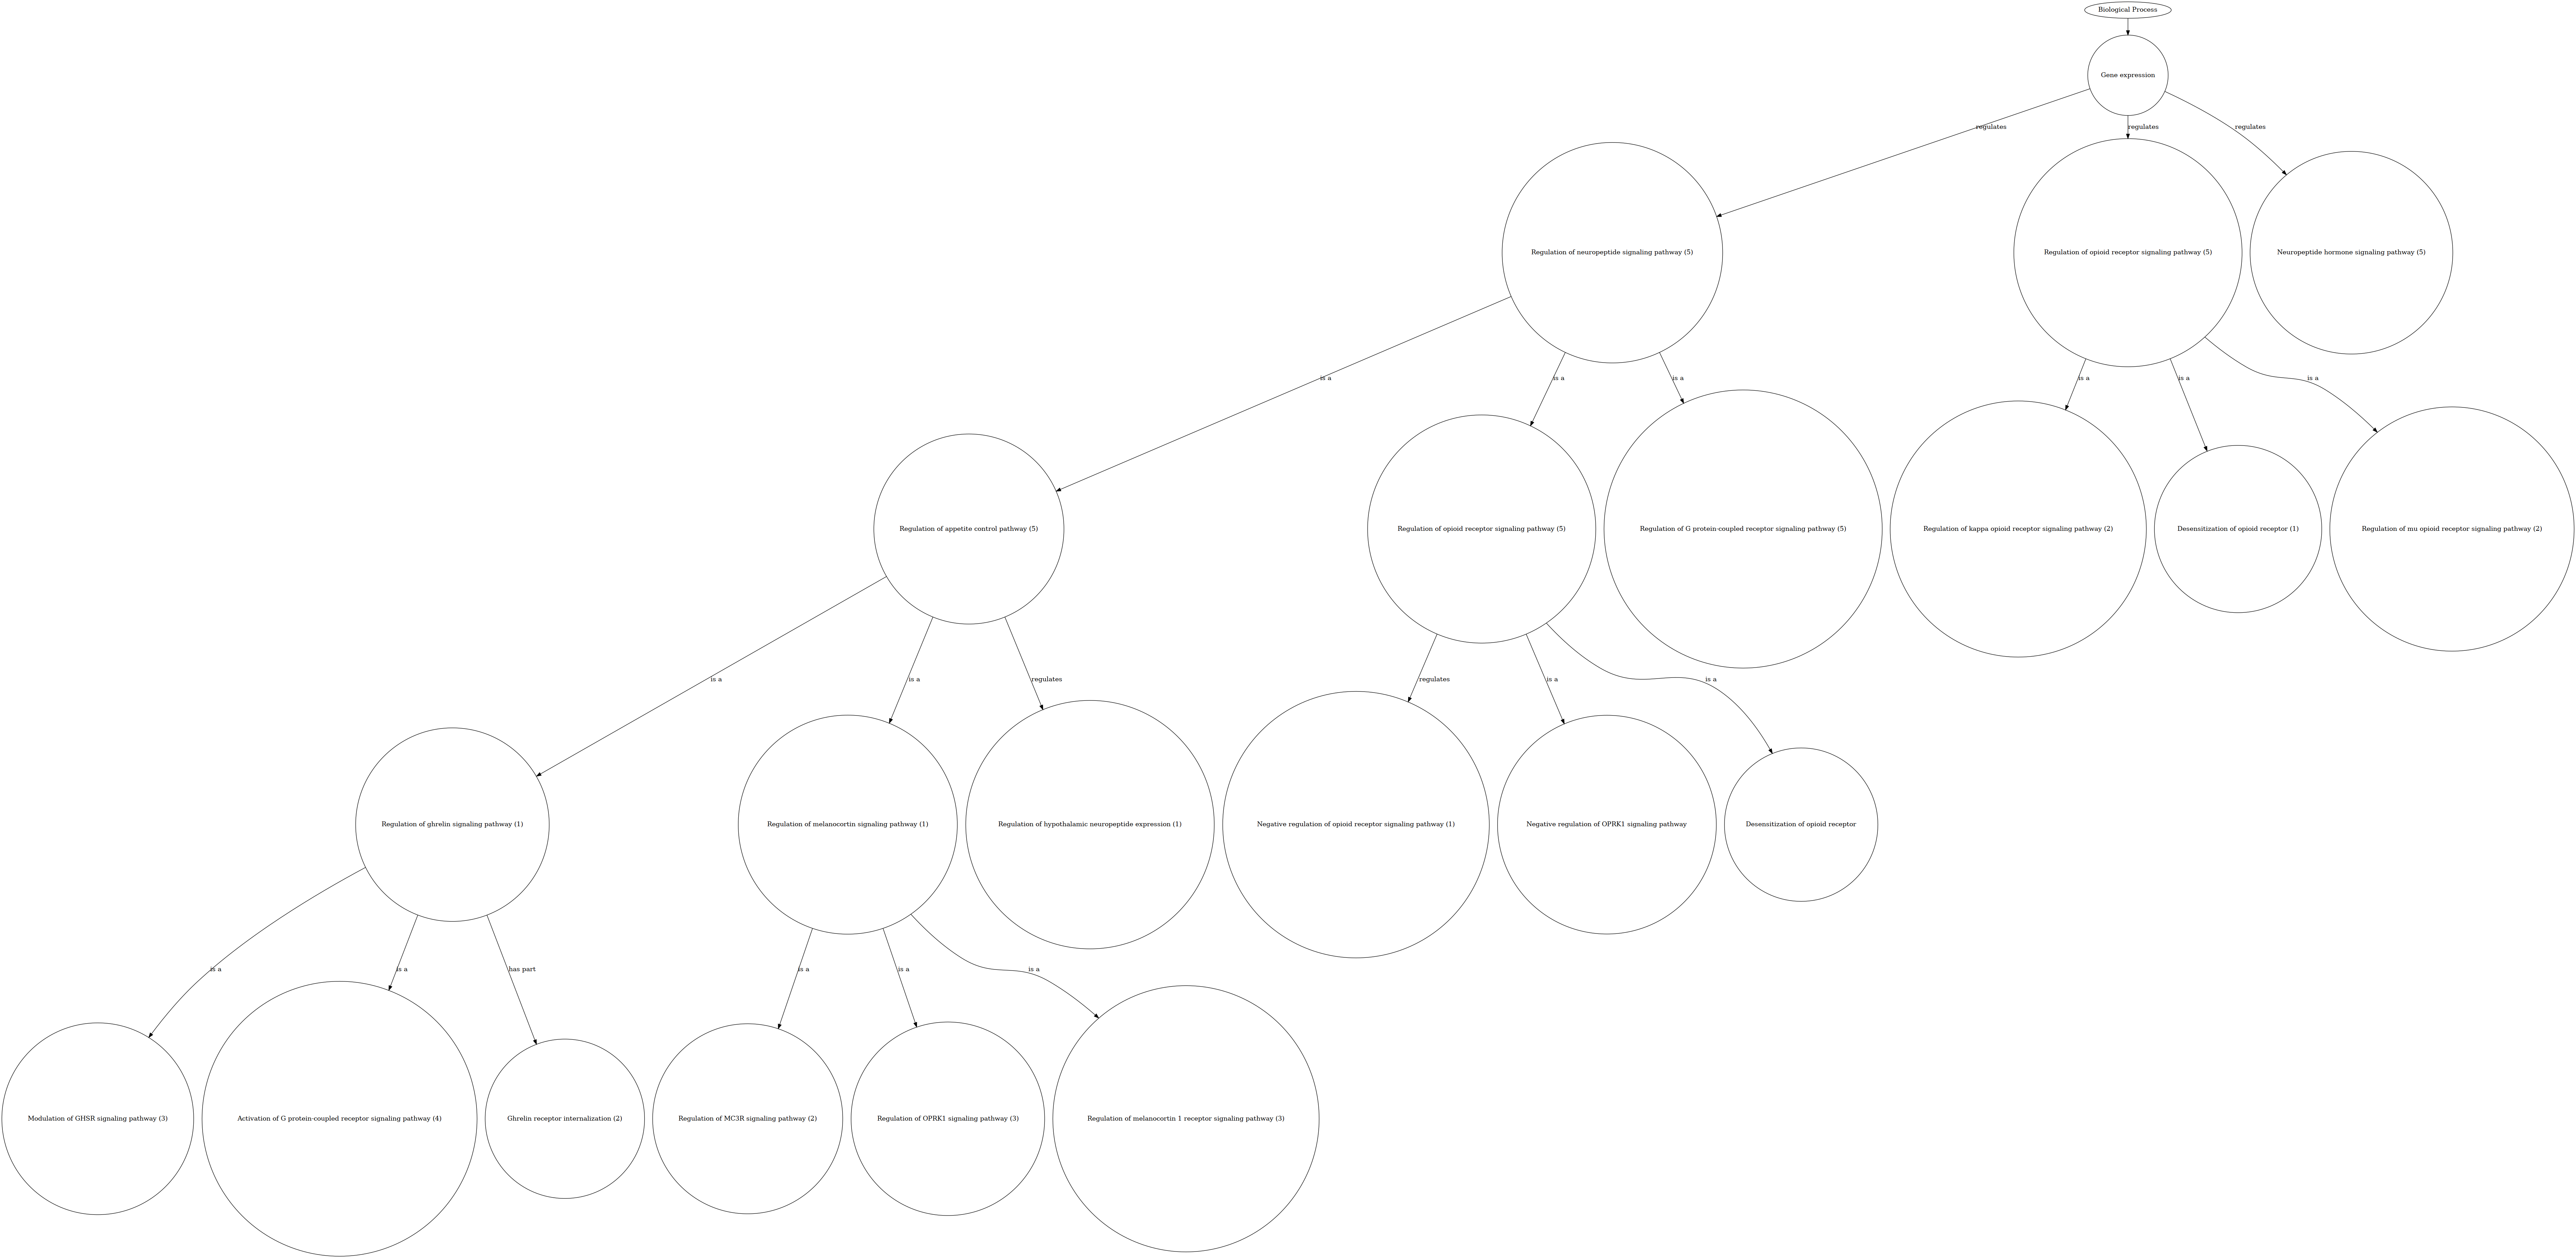 Biological Process
Gene expression
regulates
regulates
regulates
Regulation of neuropeptide signaling pathway (5)
Regulation of opioid receptor signaling pathway (5)
Neuropeptide hormone signaling pathway (5)
is a
is a
is a
is a
is a
is a
Regulation of appetite control pathway (5)
Regulation of opioid receptor signaling pathway (5)
Regulation of G protein-coupled receptor signaling pathway (5)
Regulation of kappa opioid receptor signaling pathway (2)
Desensitization of opioid receptor (1)
Regulation of mu opioid receptor signaling pathway (2)
is a
is a
regulates
regulates
is a
is a
Regulation of ghrelin signaling pathway (1)
Regulation of melanocortin signaling pathway (1)
Regulation of hypothalamic neuropeptide expression (1)
Negative regulation of opioid receptor signaling pathway (1)
Negative regulation of OPRK1 signaling pathway
Desensitization of opioid receptor
is a
is a
has part
is a
is a
is a
Modulation of GHSR signaling pathway (3)
Activation of G protein-coupled receptor signaling pathway (4)
Ghrelin receptor internalization (2)
Regulation of MC3R signaling pathway (2)
Regulation of OPRK1 signaling pathway (3)
Regulation of melanocortin 1 receptor signaling pathway (3)